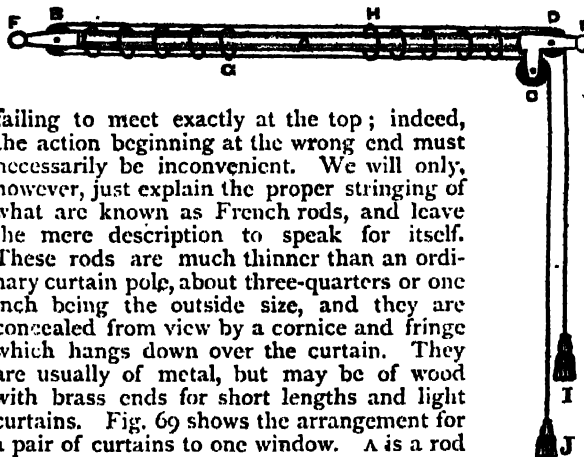 F B H D
A
G C
failing to meet exactly at the top; indeed,
the action beginning at the wrong end must
necessarily be inconvenient. We will only,
however, just explain the proper stringing of
what are known as French rods, and leave
the mere description to speak for itself.
These rods are much thinner than an ordi-
nary curtain pole, about three-quarters or one
inch being the outside size, and they are
concealed from view by a cornice and fringe
which hangs down over the curtain. They
are usually of metal, but may be of wood
with brass ends for short lengths and light
curtains. Fig. 69 shows the arrangement for
a pair of curtains to one window. A is a rod
I
J